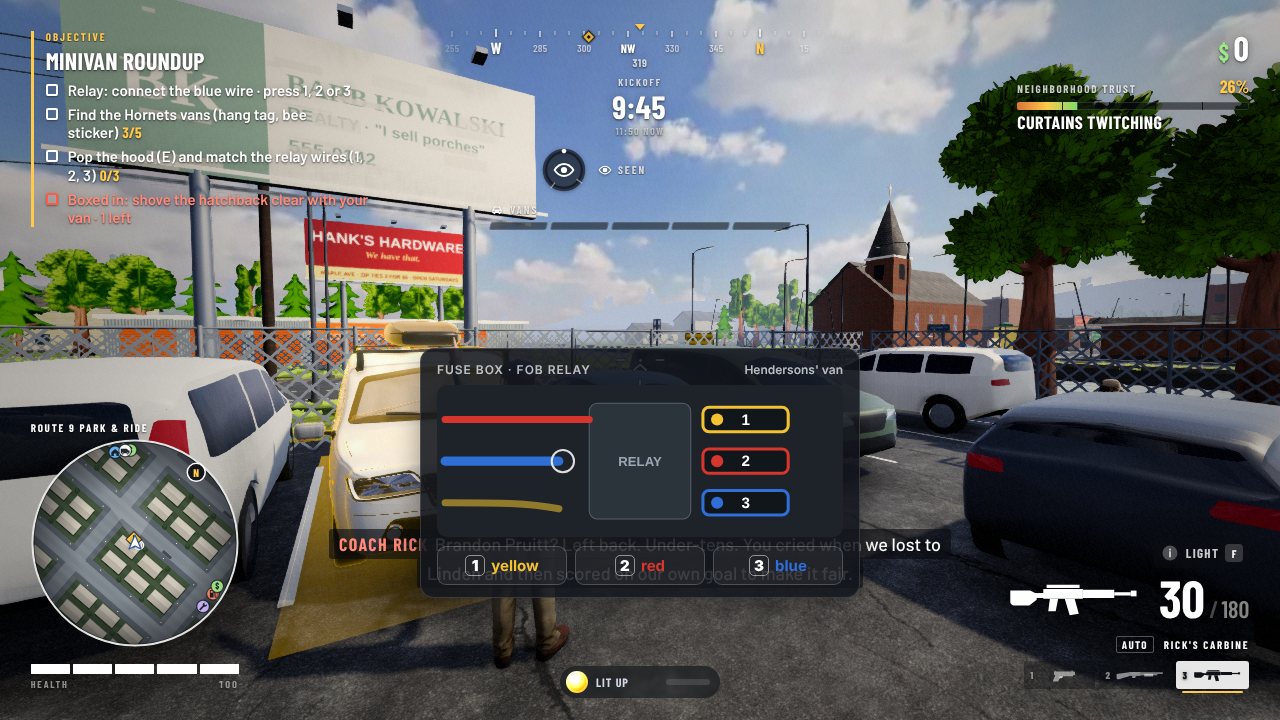 OBJECTIVE
MINIVAN ROUNDUP
Relay: connect the blue wire · press 1, 2 or 3
Find the Hornets vans (hang tag, bee
sticker) 3/5
Pop the hood (E) and match the relay wires (1,
2, 3) 0/3
Boxed in: shove the hatchback clear with your
van · 1 left
BK
BARB KOWALSKI
REALTY · "I sell porches"
HANK'S HARDWARE
We have that.
255 W 285 300 NW 330 345 N 15
319
KICKOFF
9:45
11:50 NOW
SEEN
VANS
$ 0
26%
NEIGHBORHOOD TRUST
CURTAINS TWITCHING
FUSE BOX · FOB RELAY
Hendersons' van
RELAY
1
2
3
1 yellow
2 red
3 blue
COACH RICK Brandon Pruitt? Left back. Under-tens. You cried when we lost to
and then scored our own goal to make it fair.
ROUTE 9 PARK & RIDE
N
$
HEALTH
100
LIT UP
i LIGHT F
30 / 180
AUTO RICK'S CARBINE
1
2
3